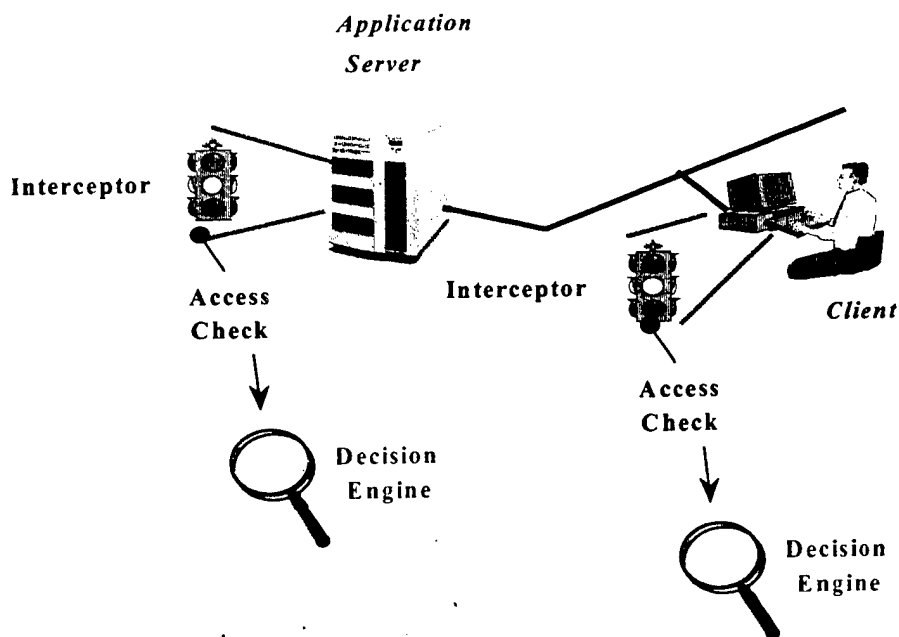 Application
Server
Interceptor
Access
Check
Decision
Engine
Interceptor
Client
Access
Check
Decision
Engine